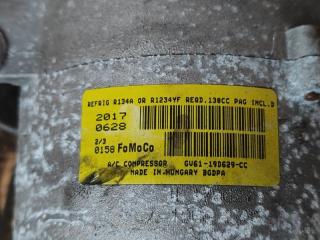 REFRIG R134A OR R1234YF REQD.130CC PAG INCL.D
2017
0628
2/3
0158 FoMoCo
A/C COMPRESSOR GV61-19D629-CC
MADE IN HUNGARY BGDPA